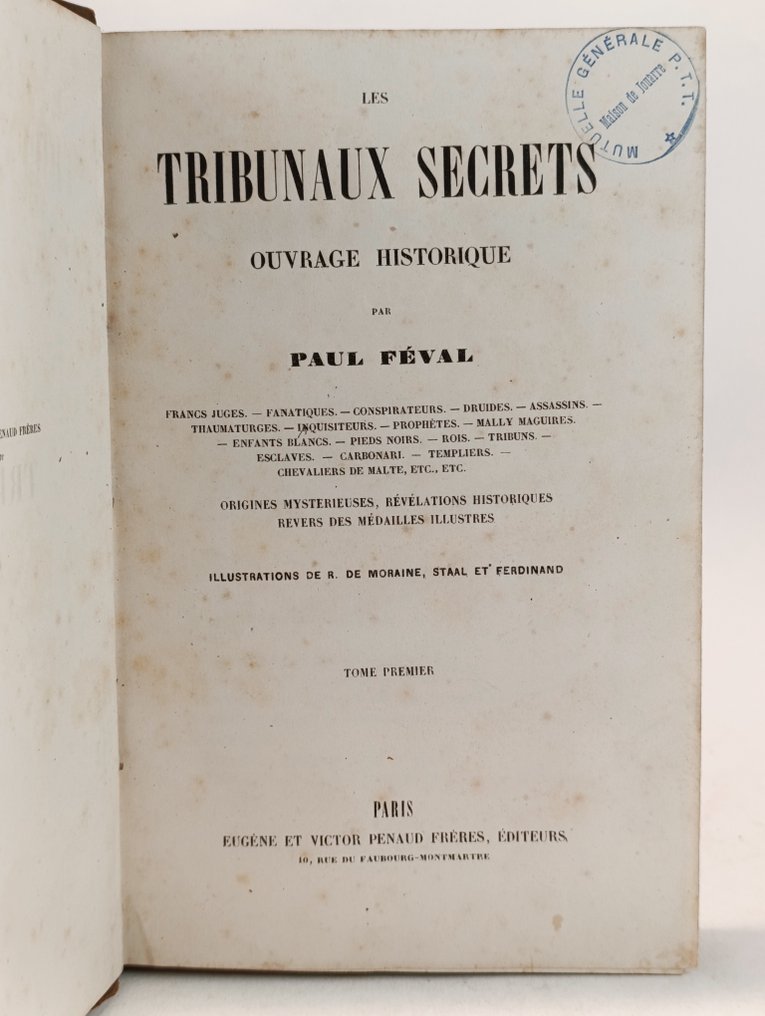 LES
TRIBUNAUX SECRETS
OUVRAGE HISTORIQUE
PAR
PAUL FÉVAL
FRANCS JUGES. — FANATIQUES. — CONSPIRATEURS. — DRUIDES. — ASSASSINS. —
THAUMATURGES. — INQUISITEURS. — PROPHÈTES. — MALLY MAGUIRES.
— ENFANTS BLANCS. — PIEDS NOIRS. — ROIS. — TRIBUNS. —
ESCLAVES. — CARBONARI. — TEMPLIERS. —
CHEVALIERS DE MALTE, ETC., ETC.
ORIGINES MYSTERIEUSES, RÉVÉLATIONS HISTORIQUES
REVERS DES MÉDAILLES ILLUSTRES
ILLUSTRATIONS DE R. DE MORAINE, STAAL ET FERDINAND
TOME PREMIER
PARIS
EUGÈNE ET VICTOR PENAUD FRÈRES, ÉDITEURS,
10, RUE DU FAUBOURG-MONTMARTRE
MUTUELLE GÉNÉRALE P.T.T.
Maison de Jouarre
FRÈRES